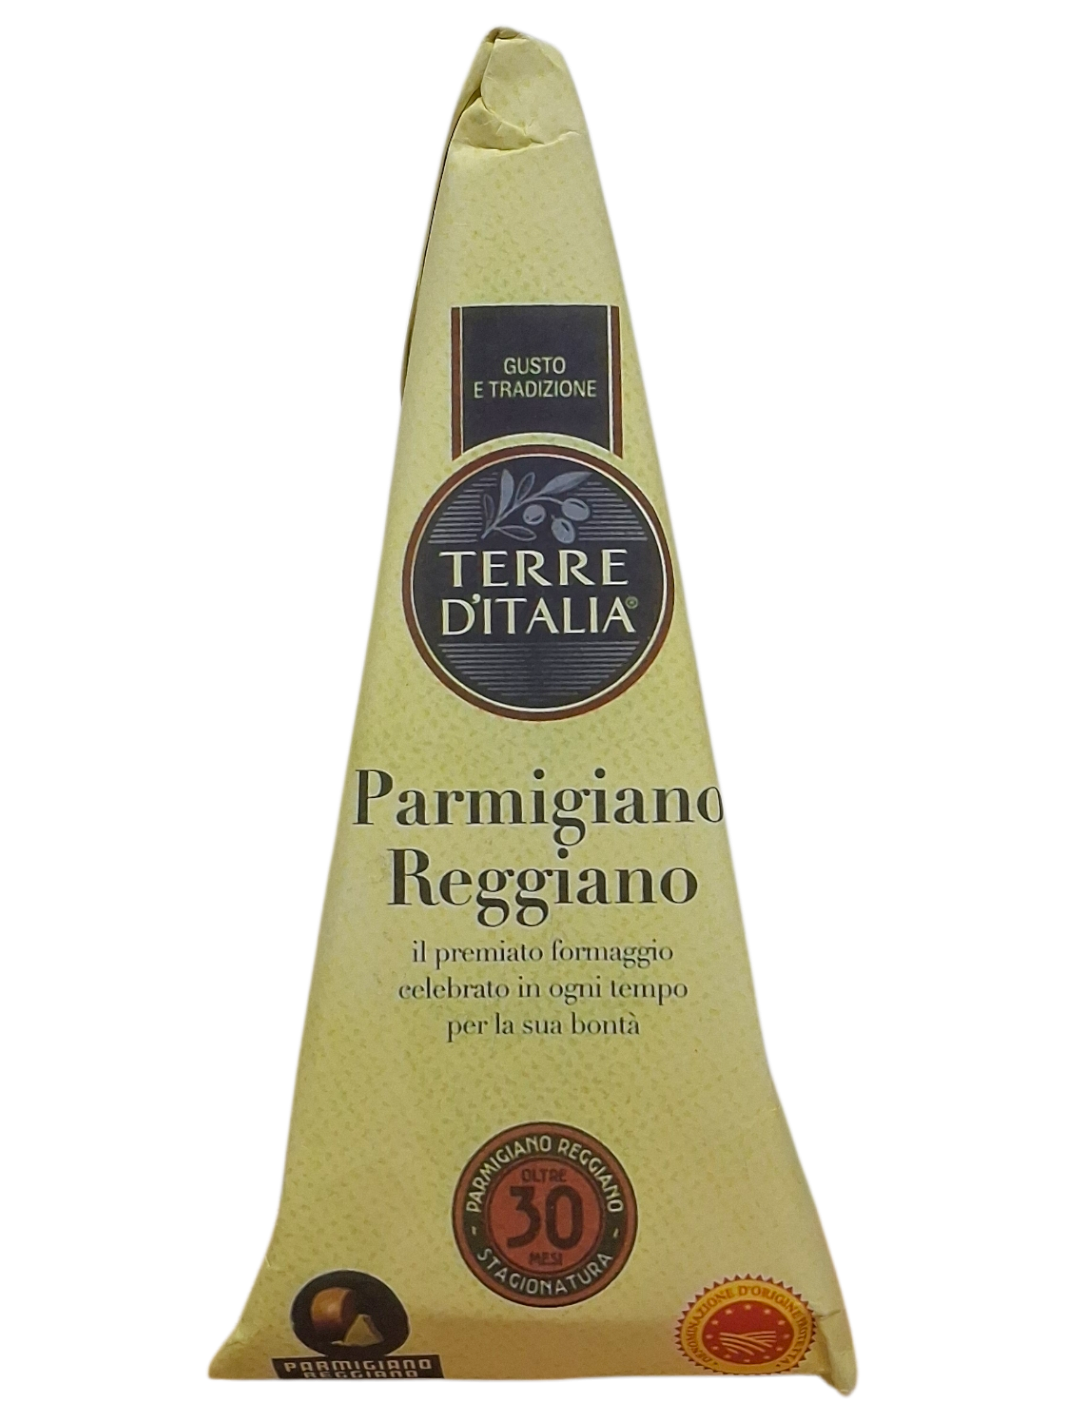 GUSTO
E TRADIZIONE
TERRE
D'ITALIA®
Parmigiano
Reggiano
il premiato formaggio
celebrato in ogni tempo
per la sua bontà
PARMIGIANO REGGIANO
OLTRE
30
MESI
~ STAGIONATURA ~
PARMIGIANO
REGGIANO
DENOMINAZIONE D'ORIGINE PROTETTA